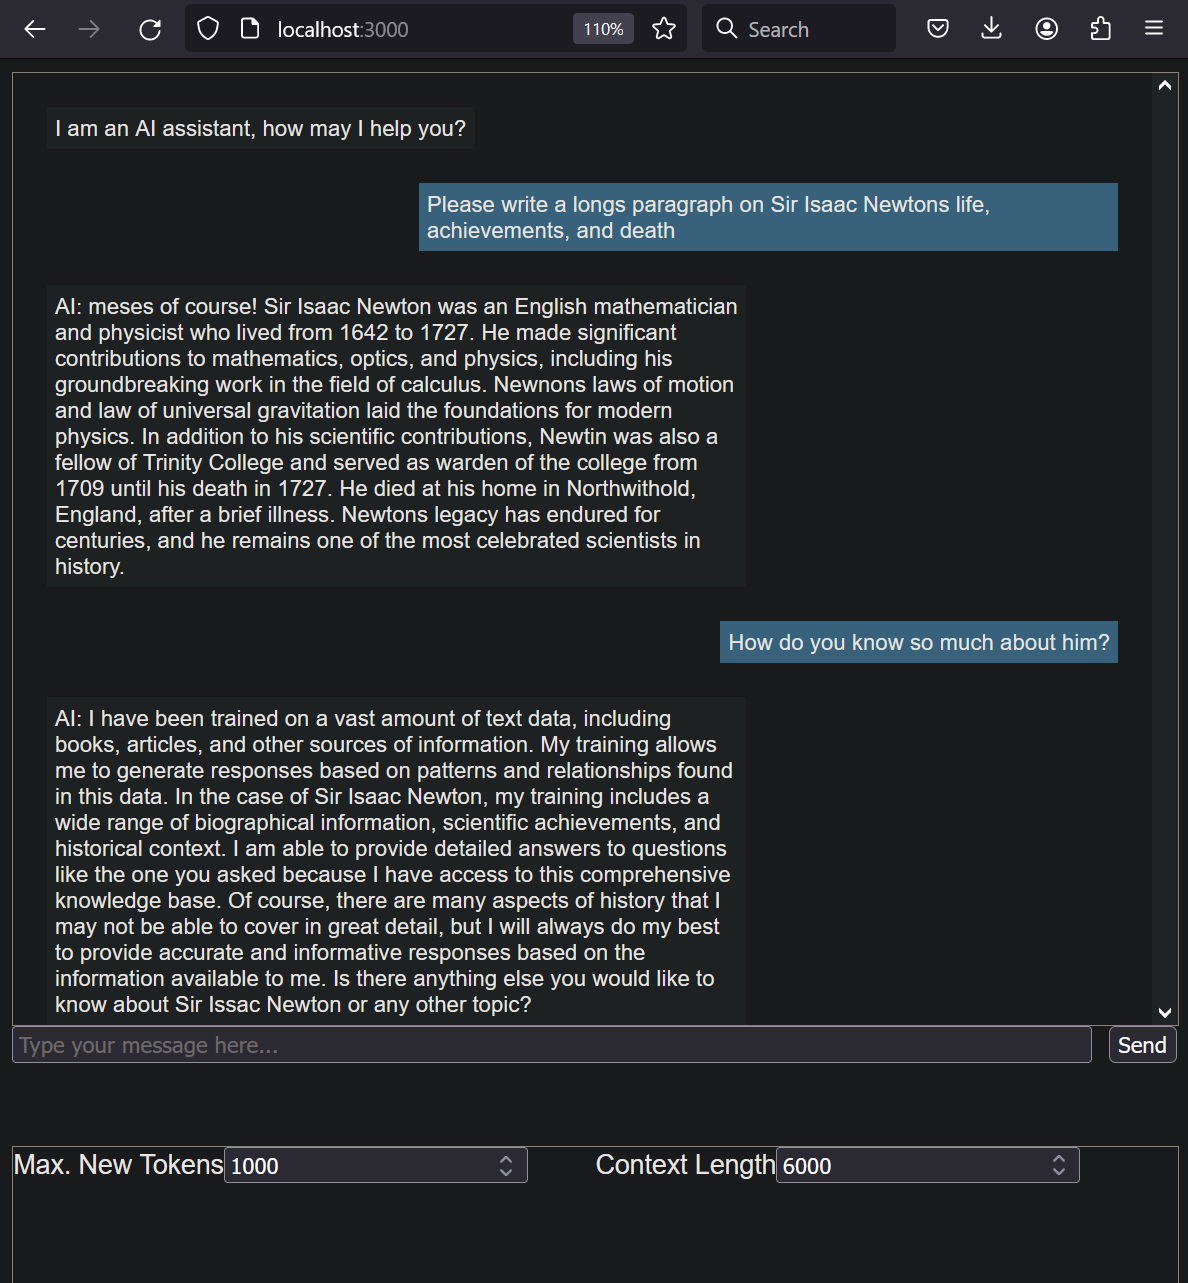 localhost:3000
110%
Search
I am an AI assistant, how may I help you?
Please write a longs paragraph on Sir Isaac Newtons life,
achievements, and death
AI: meses of course! Sir Isaac Newton was an English mathematician
and physicist who lived from 1642 to 1727. He made significant
contributions to mathematics, optics, and physics, including his
groundbreaking work in the field of calculus. Newnons laws of motion
and law of universal gravitation laid the foundations for modern
physics. In addition to his scientific contributions, Newtin was also a
fellow of Trinity College and served as warden of the college from
1709 until his death in 1727. He died at his home in Northwithold,
England, after a brief illness. Newtons legacy has endured for
centuries, and he remains one of the most celebrated scientists in
history.
How do you know so much about him?
AI: I have been trained on a vast amount of text data, including
books, articles, and other sources of information. My training allows
me to generate responses based on patterns and relationships found
in this data. In the case of Sir Isaac Newton, my training includes a
wide range of biographical information, scientific achievements, and
historical context. I am able to provide detailed answers to questions
like the one you asked because I have access to this comprehensive
knowledge base. Of course, there are many aspects of history that I
may not be able to cover in great detail, but I will always do my best
to provide accurate and informative responses based on the
information available to me. Is there anything else you would like to
know about Sir Issac Newton or any other topic?
Type your message here...
Send
Max. New Tokens 1000
Context Length 6000